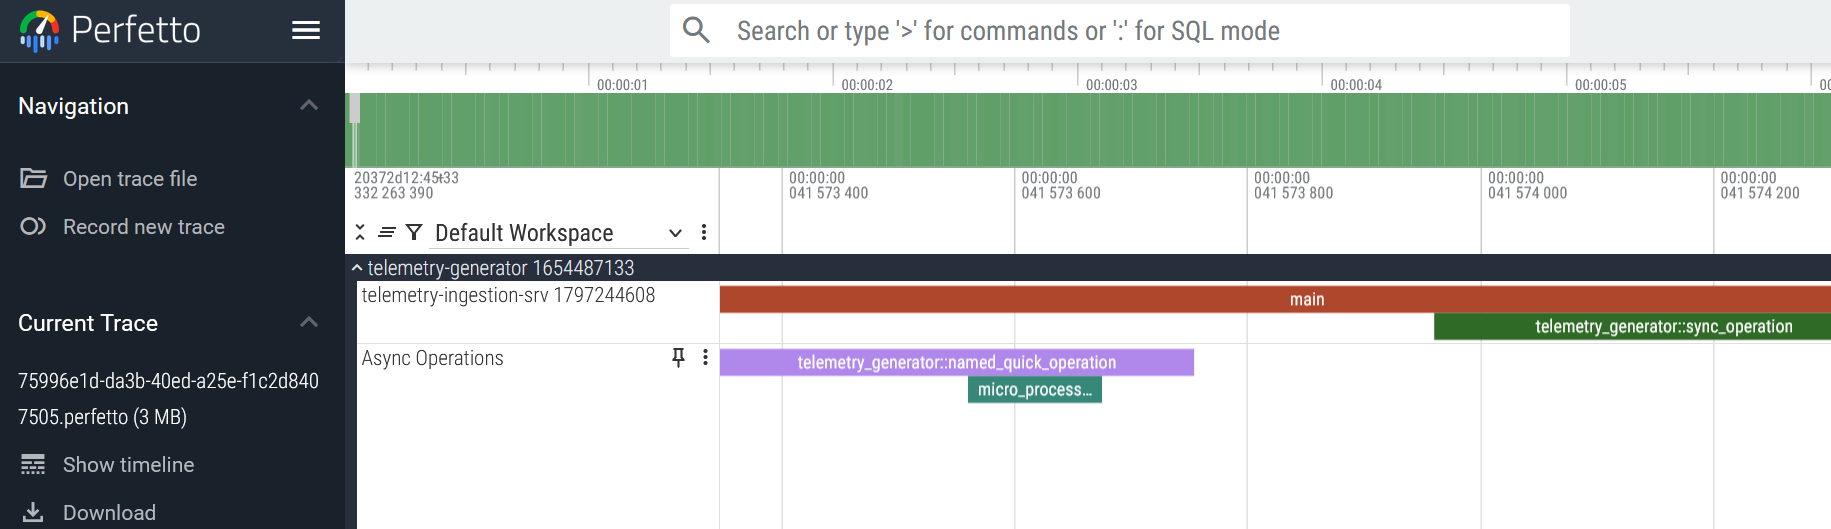 Perfetto
Search or type '>' for commands or ':' for SQL mode
Navigation
Open trace file
Record new trace
Current Trace
75996e1d-da3b-40ed-a25e-f1c2d840
7505.perfetto (3 MB)
Show timeline
Download
00:00:01 00:00:02 00:00:03 00:00:04 00:00:05
332 263 390
00:00:00 00:00:00 00:00:00 00:00:00 00:00:00
041 573 400 041 573 600 041 573 800 041 574 000 041 574 200
Default Workspace
telemetry-generator 1654487133
telemetry-ingestion-srv 1797244608
main
telemetry_generator::sync_operation
Async Operations
telemetry_generator::named_quick_operation
micro_process...